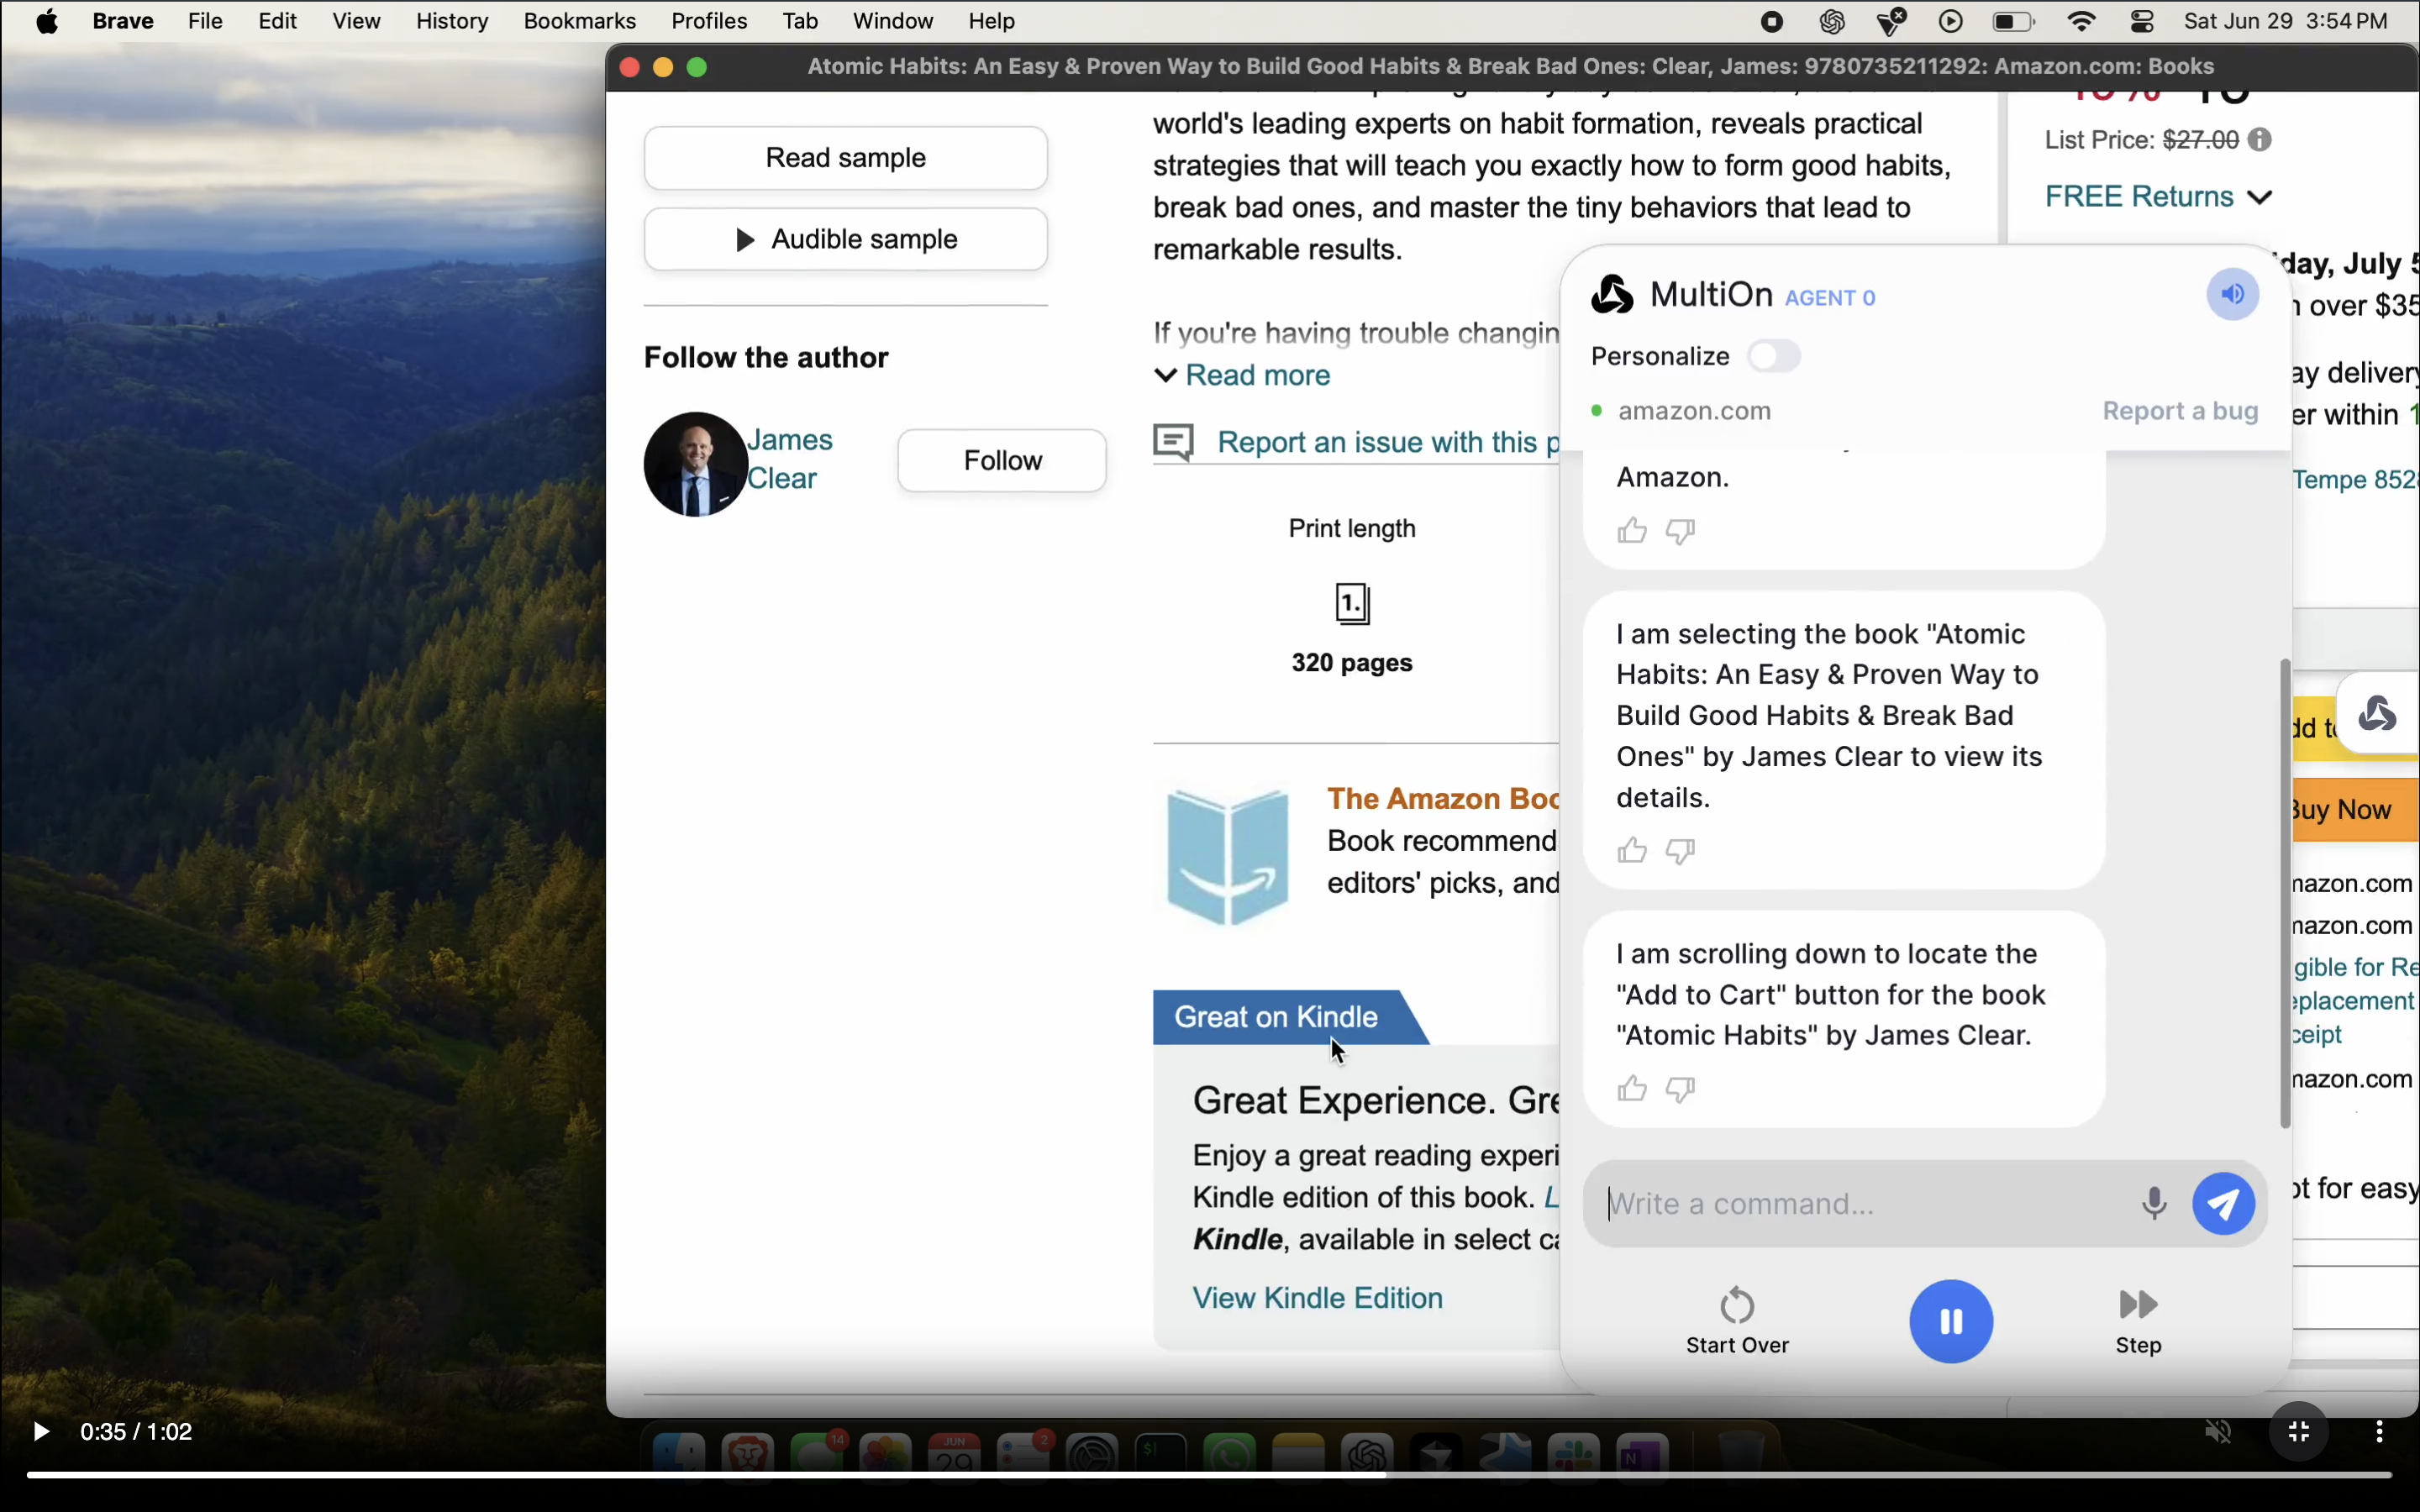 Brave File Edit View History Bookmarks Profiles Tab Window Help
Sat Jun 29 3:54 PM
Atomic Habits: An Easy & Proven Way to Build Good Habits & Break Bad Ones: Clear, James: 9780735211292: Amazon.com: Books
Read sample
Audible sample
Follow the author
James
Clear
Follow
world's leading experts on habit formation, reveals practical
strategies that will teach you exactly how to form good habits,
break bad ones, and master the tiny behaviors that lead to
remarkable results.
If you're having trouble changin
Read more
Report an issue with this p
Print length
1.
320 pages
The Amazon Boo
Book recommend
editors' picks, and
Great on Kindle
Great Experience. Gre
Enjoy a great reading experi
Kindle edition of this book. L
Kindle, available in select ca
View Kindle Edition
List Price: $27.00
FREE Returns
day, July 5
n over $35
ay delivery
er within 1
Tempe 8528
dd to
Buy Now
mazon.com
mazon.com
gible for Re
eplacement
ceipt
mazon.com
ot for easy
MultiOn AGENT 0
Personalize
amazon.com
Report a bug
Amazon.
I am selecting the book "Atomic
Habits: An Easy & Proven Way to
Build Good Habits & Break Bad
Ones" by James Clear to view its
details.
I am scrolling down to locate the
"Add to Cart" button for the book
"Atomic Habits" by James Clear.
Write a command...
Start Over
Step
0:35 / 1:02
14
JUN
29
2
$
N